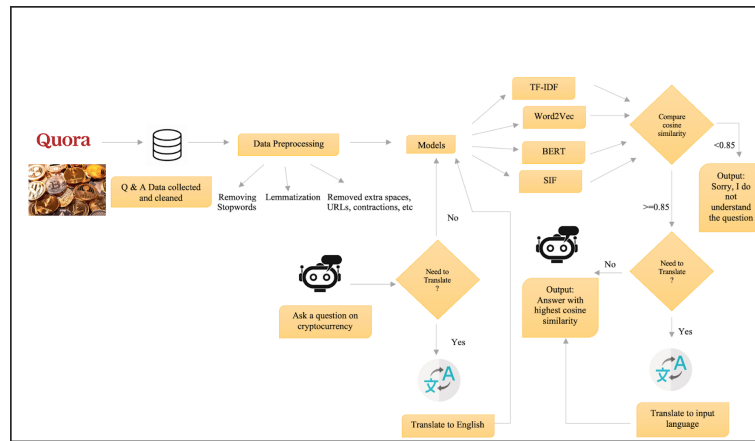 Quora
Q & A Data collected
and cleaned
Data Preprocessing
Removing
Stopwords
Lemmatization
Removed extra spaces,
URLs, contractions, etc
Models
TF-IDF
Word2Vec
BERT
SIF
Compare
cosine
similarity
<0.85
Output:
Sorry, I do
not understand
the question
>=0.85
Need to
Translate
?
No
Output:
Answer with
highest cosine
similarity
Yes
文 A
Translate to input
language
Ask a question on
cryptocurrency
Need to
Translate
?
No
Yes
文 A
Translate to English